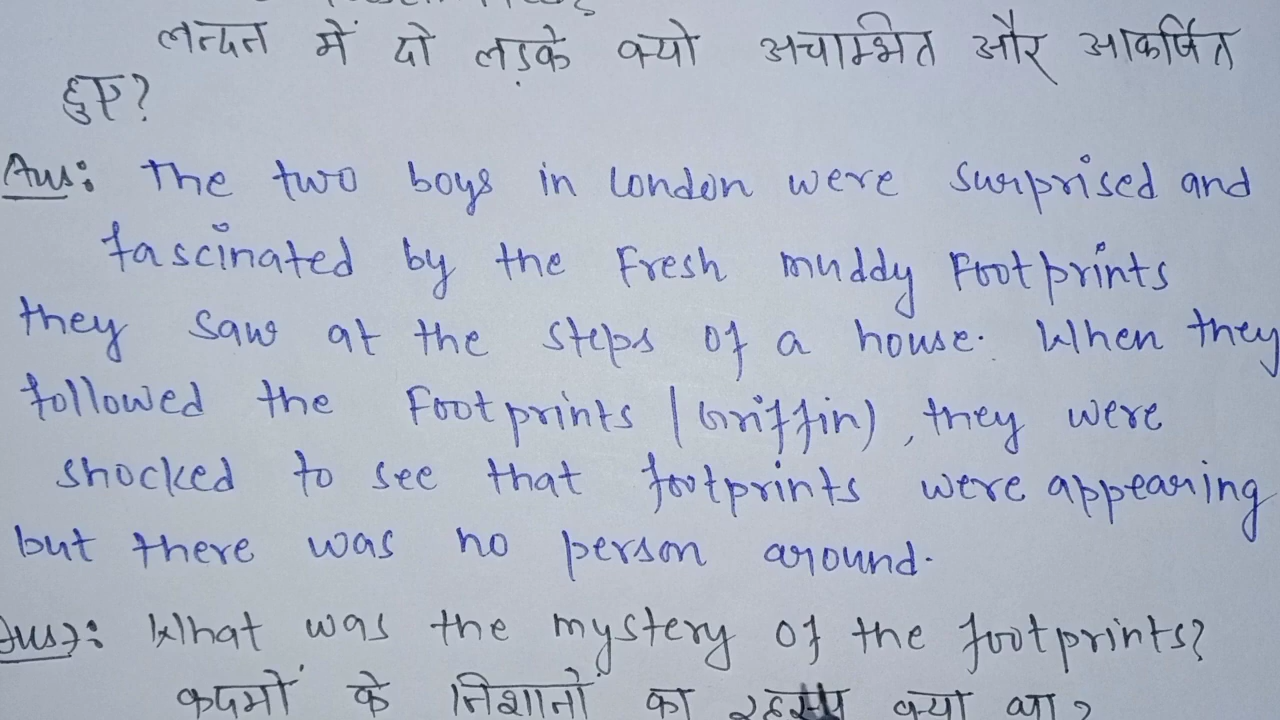 लन्दन में दो लड़के क्यो अचाम्भित और आकर्षित
हुए?
Ans: The two boys in London were surprised and
fascinated by the Fresh muddy Footprints
they saw at the steps of a house. When they
followed the Footprints (Griffin), they were
shocked to see that footprints were appearing
but there was no person around.
Ans: What was the mystery of the footprints?
कदमों के निशानों का रहस्य क्या था?